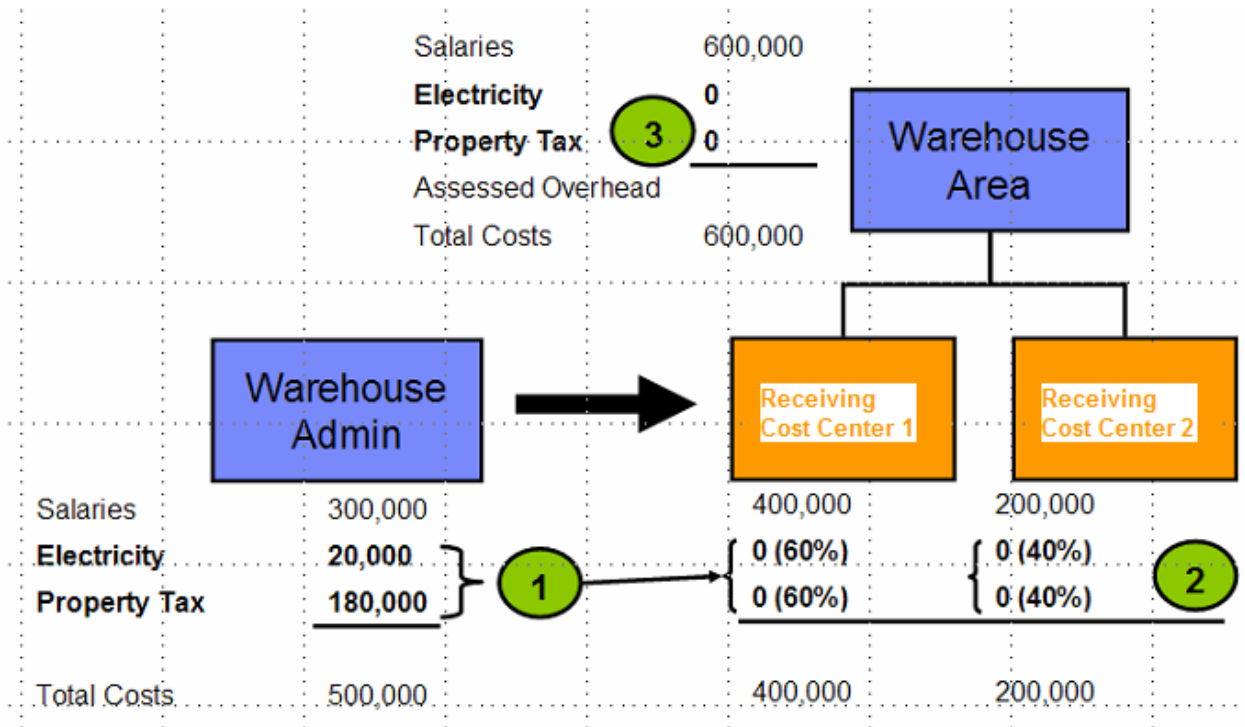 Salaries 600,000
Electricity 0
Property Tax 3 0
Warehouse
Area
Assessed Overhead
Total Costs 600,000
Warehouse
Admin
Receiving
Cost Center 1
Receiving
Cost Center 2
Salaries 300,000 400,000 200,000
Electricity 20,000 0 (60%) 0 (40%)
1 2
Property Tax 180,000 0 (60%) 0 (40%)
Total Costs 500,000 400,000 200,000